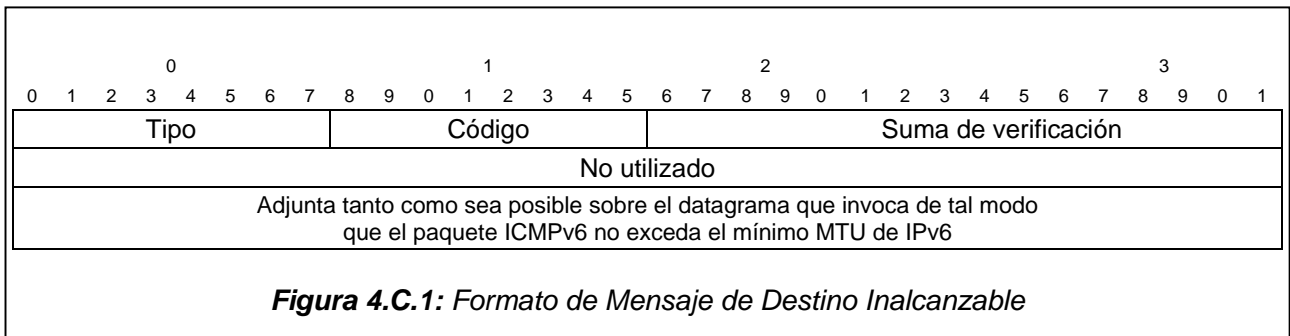 0 1 2 3
0 1 2 3 4 5 6 7 8 9 0 1 2 3 4 5 6 7 8 9 0 1 2 3 4 5 6 7 8 9 0 1
Tipo Código Suma de verificación
No utilizado
Adjunta tanto como sea posible sobre el datagrama que invoca de tal modo
que el paquete ICMPv6 no exceda el mínimo MTU de IPv6
Figura 4.C.1: Formato de Mensaje de Destino Inalcanzable